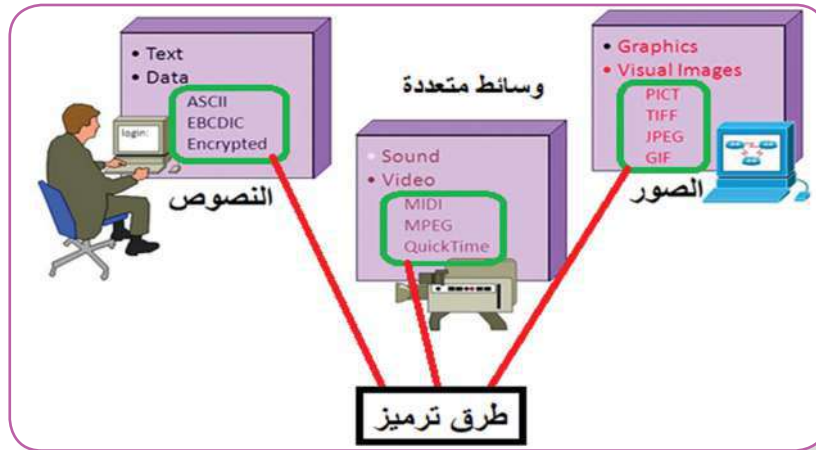 • Text
• Data
ASCII
EBCDIC
Encrypted
login:
النصوص
وسائط متعددة
• Sound
• Video
MIDI
MPEG
QuickTime
• Graphics
• Visual Images
PICT
TIFF
JPEG
GIF
الصور
طرق ترميز